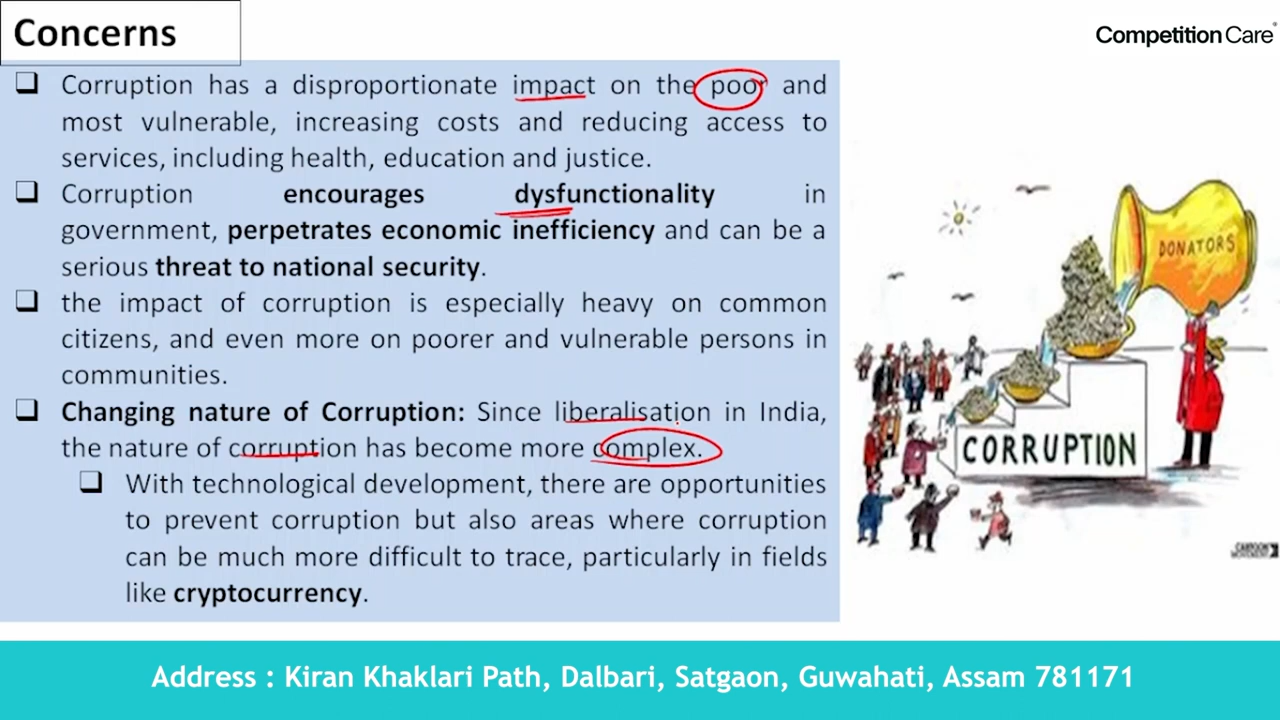 Concerns
CompetitionCare
❑ Corruption has a disproportionate impact on the poor and
most vulnerable, increasing costs and reducing access to
services, including health, education and justice.
❑ Corruption encourages dysfunctionality in
government, perpetrates economic inefficiency and can be a
serious threat to national security.
❑ the impact of corruption is especially heavy on common
citizens, and even more on poorer and vulnerable persons in
communities.
❑ Changing nature of Corruption: Since liberalisation in India,
the nature of corruption has become more complex.
❑ With technological development, there are opportunities
to prevent corruption but also areas where corruption
can be much more difficult to trace, particularly in fields
like cryptocurrency.
DONATORS
CORRUPTION
Address : Kiran Khaklari Path, Dalbari, Satgaon, Guwahati, Assam 781171